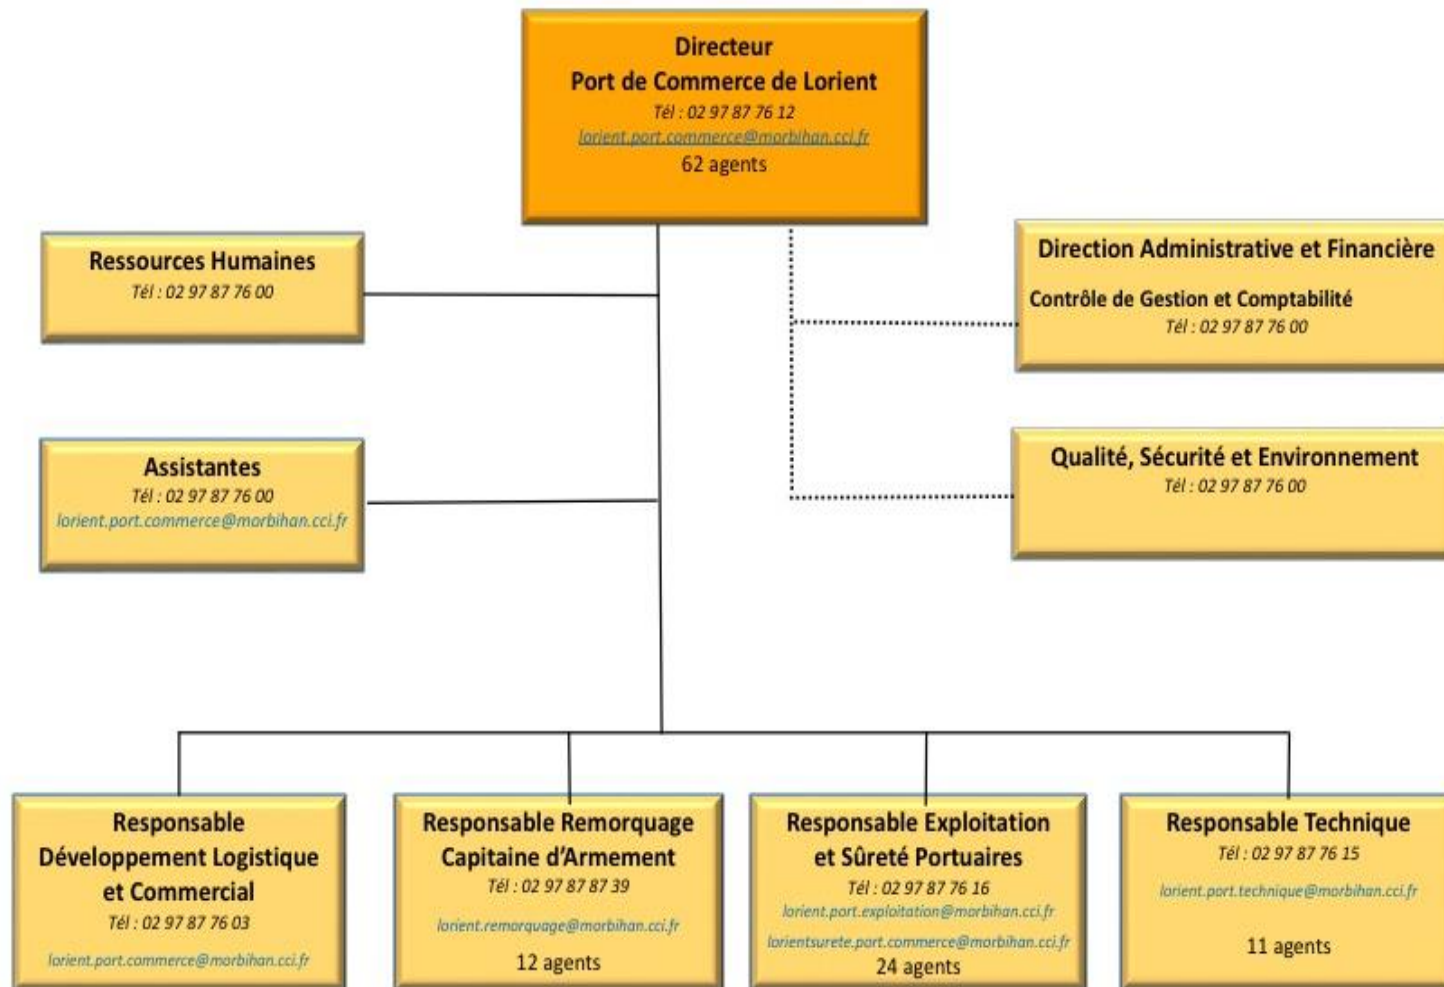 Directeur
Port de Commerce de Lorient
Tél : 02 97 87 76 12
lorient.port.commerce@morbihan.cci.fr
62 agents
Ressources Humaines
Tél : 02 97 87 76 00
Direction Administrative et Financière
Contrôle de Gestion et Comptabilité
Tél : 02 97 87 76 00
Assistantes
Tél : 02 97 87 76 00
lorient.port.commerce@morbihan.cci.fr
Qualité, Sécurité et Environnement
Tél : 02 97 87 76 00
Responsable
Développement Logistique
et Commercial
Tél : 02 97 87 76 03
lorient.port.commerce@morbihan.cci.fr
Responsable Remorquage
Capitaine d’Armement
Tél : 02 97 87 87 39
lorient.remorquage@morbihan.cci.fr
12 agents
Responsable Exploitation
et Sûreté Portuaires
Tél : 02 97 87 76 16
lorient.port.exploitation@morbihan.cci.fr
lorientsurete.port.commerce@morbihan.cci.fr
24 agents
Responsable Technique
Tél : 02 97 87 76 15
lorient.port.technique@morbihan.cci.fr
11 agents